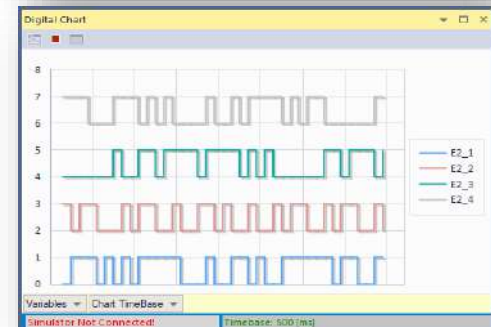 Digital Chart
8
7
6
5
4
3
2
1
0
E2_1
E2_2
E2_3
E2_4
Variables
Chart TimeBase
Simulator Not Connected!
Timebase: 500 [ms]